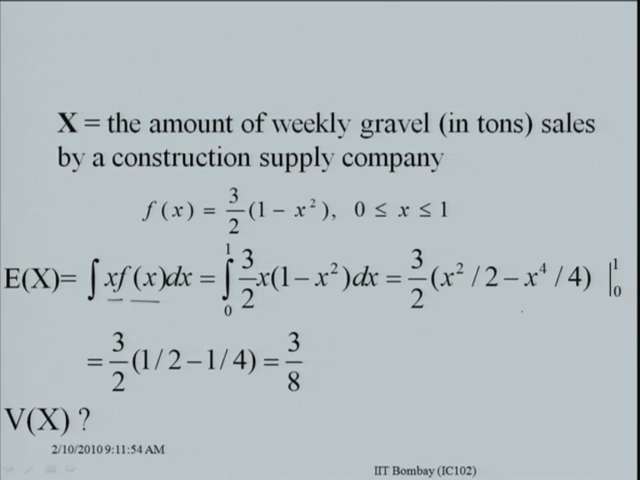 X = the amount of weekly gravel (in tons) sales
by a construction supply company
f(x) = 3/2 (1 − x²), 0 ≤ x ≤ 1
E(X)= ∫ xf(x)dx = ∫₀¹ 3/2 x(1−x²)dx = 3/2 (x²/2−x⁴/4) |₀¹
= 3/2 (1/2−1/4) = 3/8
V(X) ?
2/10/2010 9:11:54 AM
IIT Bombay (IC102)